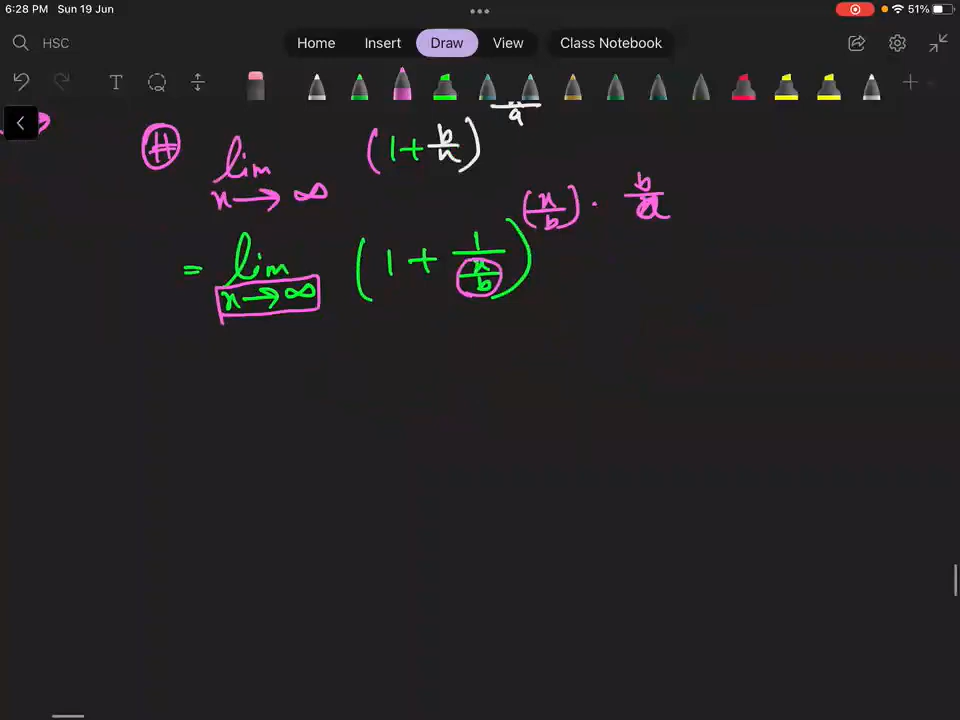 6:28 PM Sun 19 Jun
51%
HSC
Home Insert Draw View Class Notebook
T
a
# lim x→∞ (1 + b/x)
= lim x→∞ (1 + 1/(x/b))^(x/b) · b/x